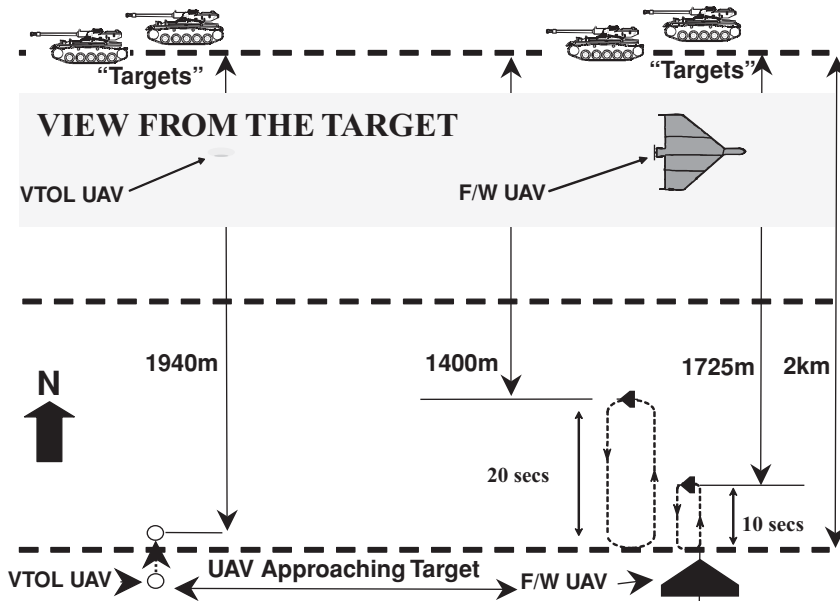 “Targets”
“Targets”
VIEW FROM THE TARGET
VTOL UAV
F/W UAV
1940m
1400m
1725m
2km
N
20 secs
10 secs
VTOL UAV
UAV Approaching Target
F/W UAV